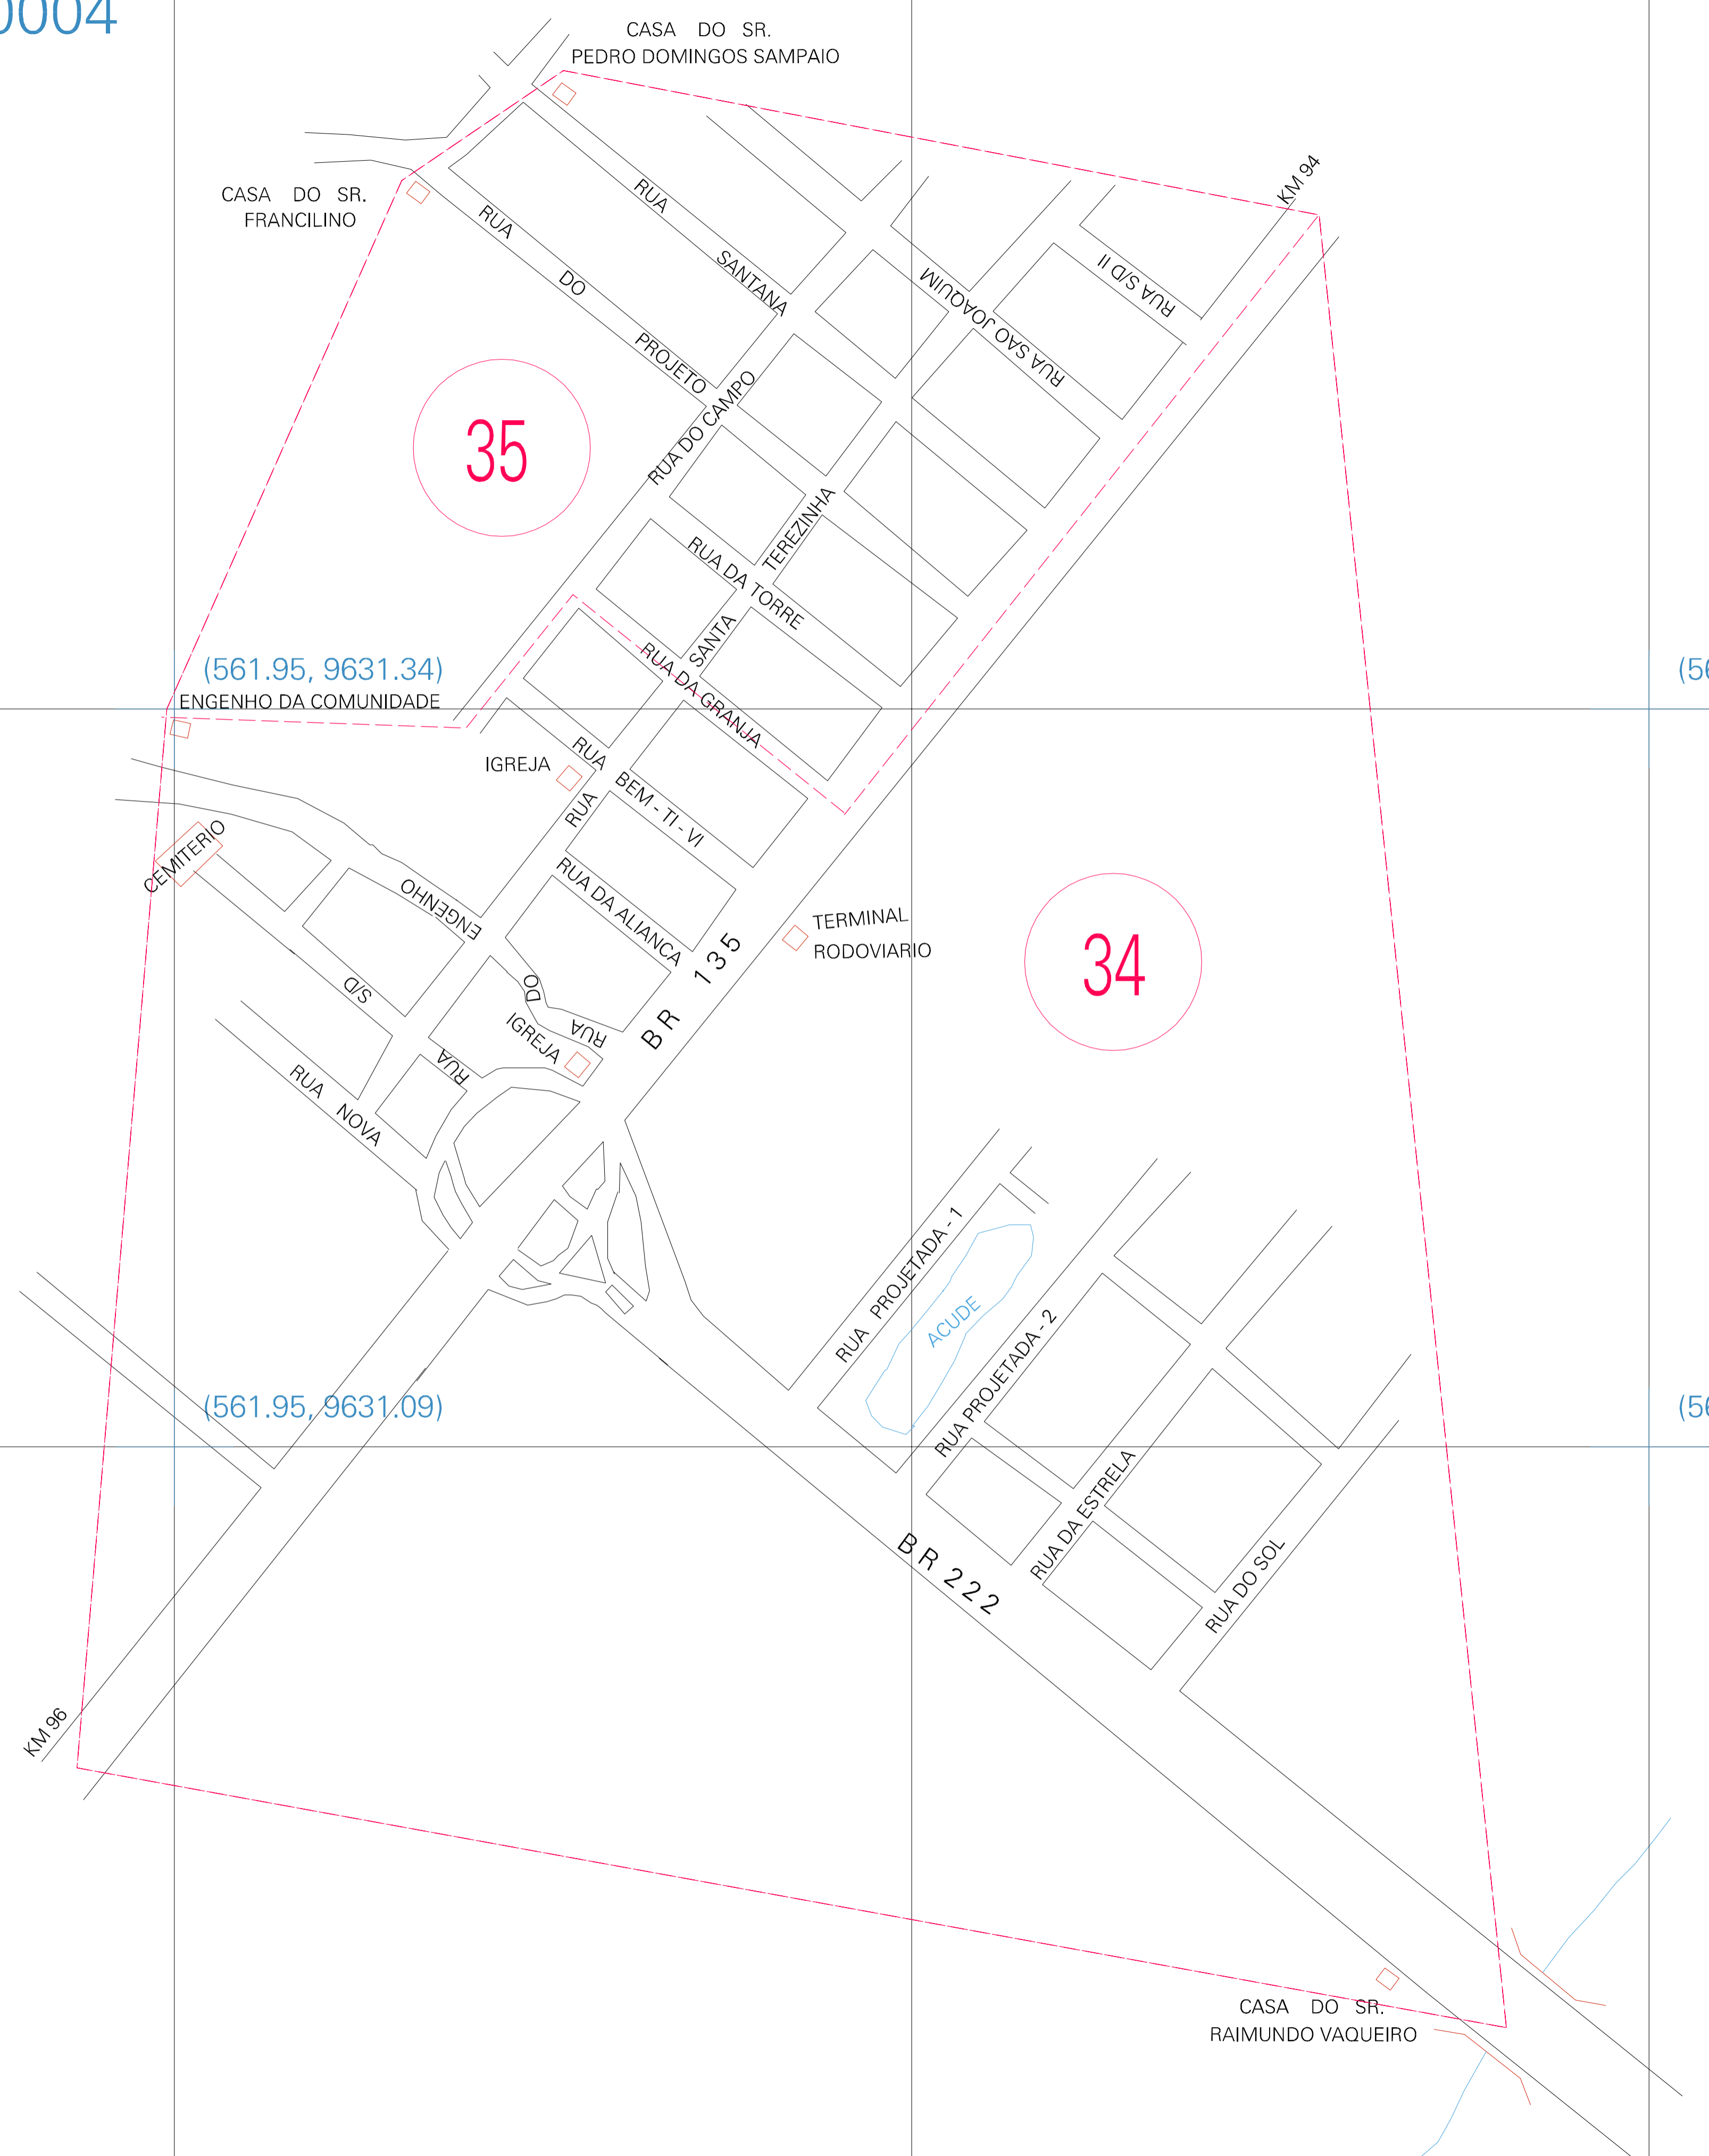 0004
CASA DO SR.
PEDRO DOMINGOS SAMPAIO
KM 94
CASA DO SR.
FRANCILINO
RUA SANTANA
RUA DO PROJETO
RUA SAO JOAQUIM
RUA S/D II
RUA DO CAMPO
35
RUA SANTA TEREZINHA
RUA DA TORRE
(561.95, 9631.34)
ENGENHO DA COMUNIDADE
RUA DA GRANJA
IGREJA
RUA BEM - TI - VI
CEMITERIO
RUA DA ALIANCA
RUA DO ENGENHO
TERMINAL
RODOVIARIO
BR 135
34
RUA S/D
IGREJA
RUA NOVA
RUA PROJETADA - 1
ACUDE
RUA PROJETADA - 2
(561.95, 9631.09)
RUA DA ESTRELA
BR 222
RUA DO SOL
KM 96
CASA DO SR.
RAIMUNDO VAQUEIRO